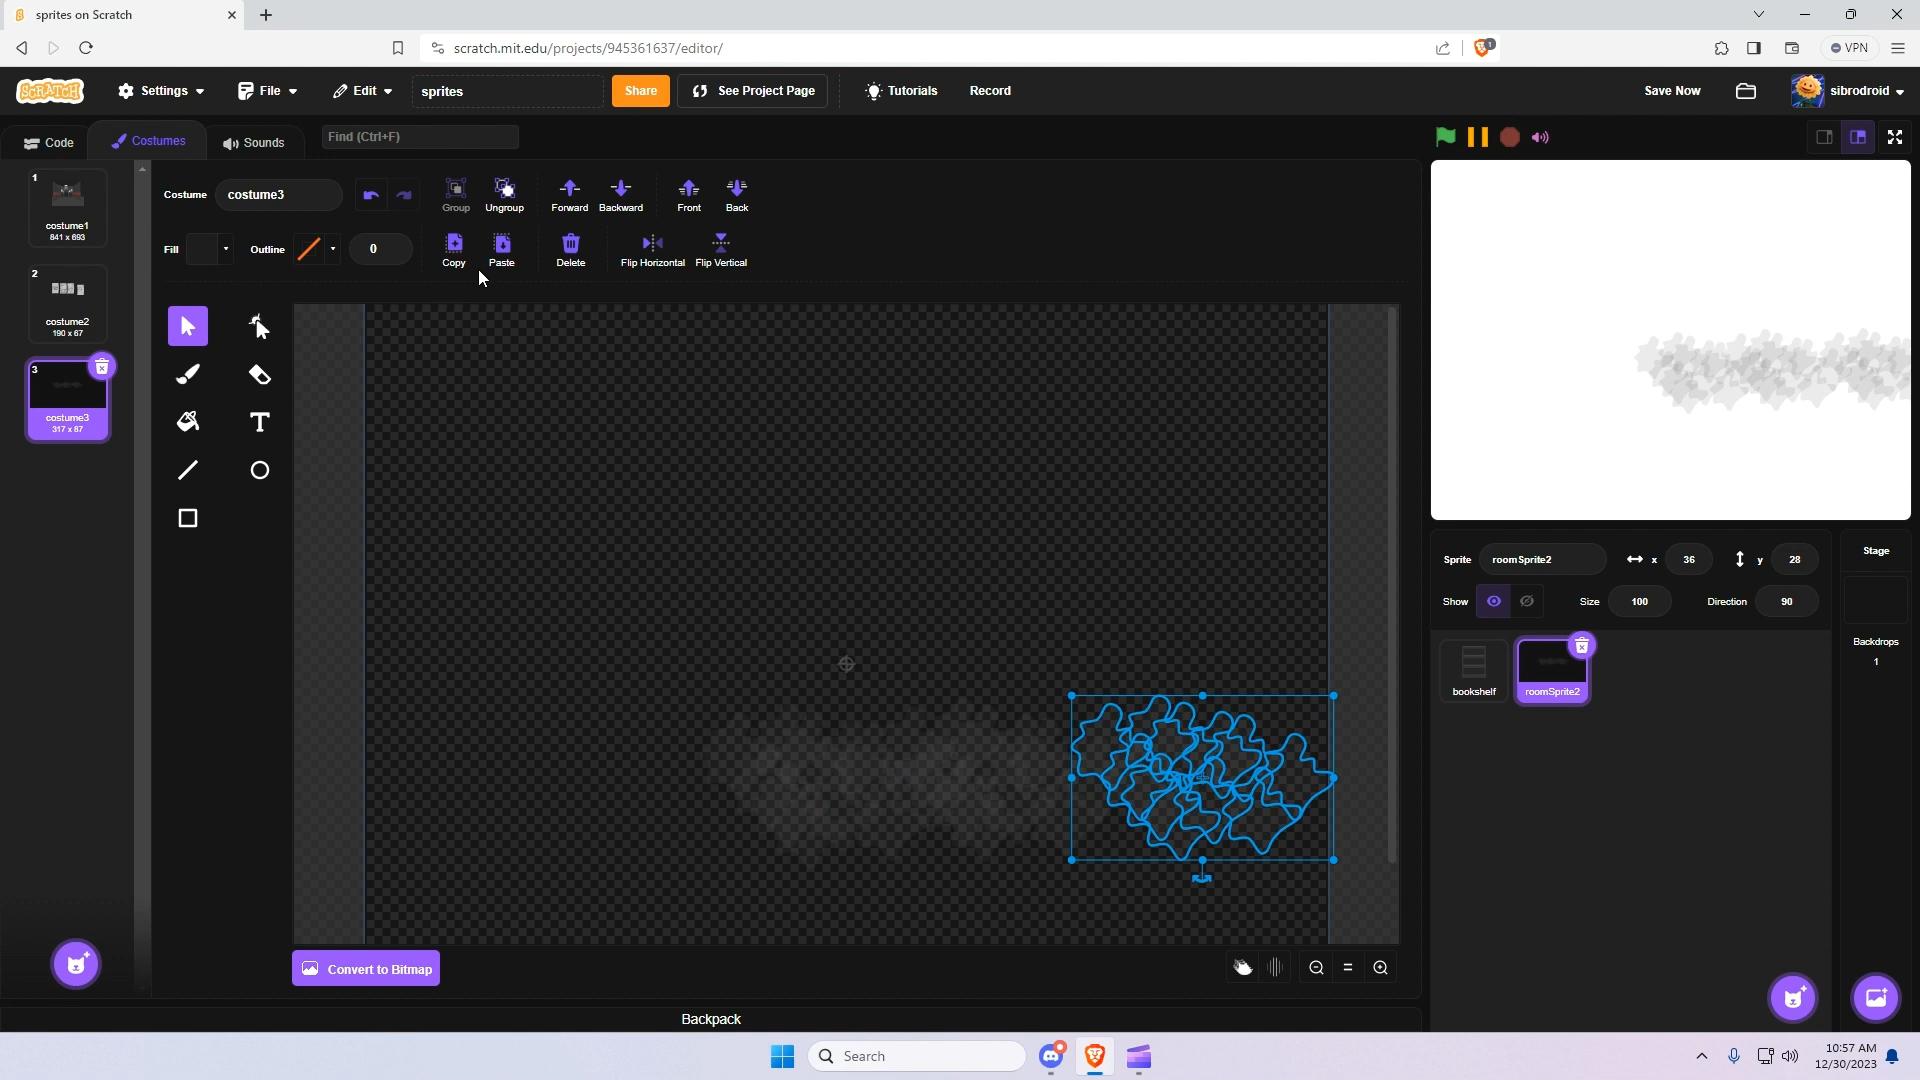 sprites on Scratch
scratch.mit.edu/projects/945361637/editor/
1
VPN
SCRATCH
Settings
File
Edit
sprites
Share
See Project Page
Tutorials
Record
Save Now
sibrodroid
Code
Costumes
Sounds
Find (Ctrl+F)
1
costume1
841 x 693
2
costume2
190 x 67
3
costume3
317 x 87
Costume
costume3
Group
Ungroup
Forward
Backward
Front
Back
Fill
Outline
0
Copy
Paste
Delete
Flip Horizontal
Flip Vertical
T
Convert to Bitmap
Backpack
Sprite
roomSprite2
x
36
y
28
Show
Size
100
Direction
90
bookshelf
roomSprite2
Stage
Backdrops
1
Search
10:57 AM
12/30/2023